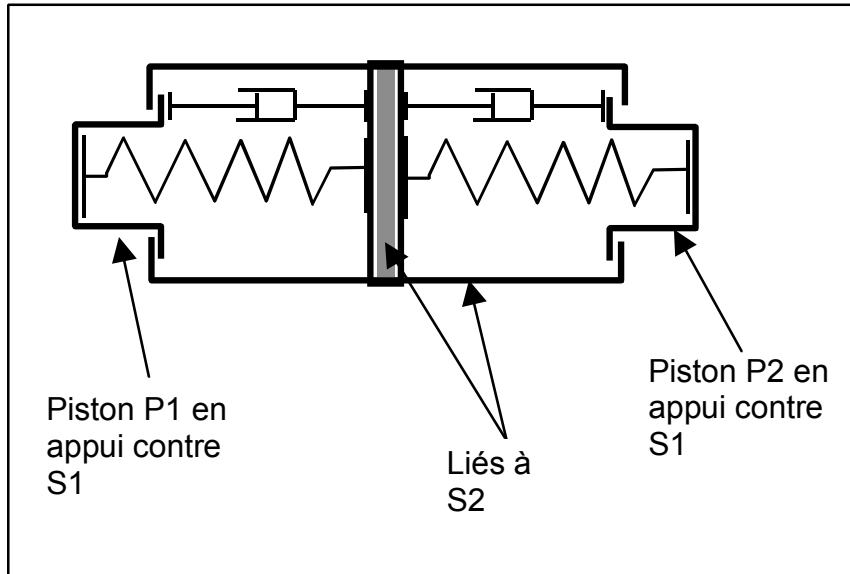 Piston P1 en
appui contre
S1
Liés à
S2
Piston P2 en
appui contre
S1